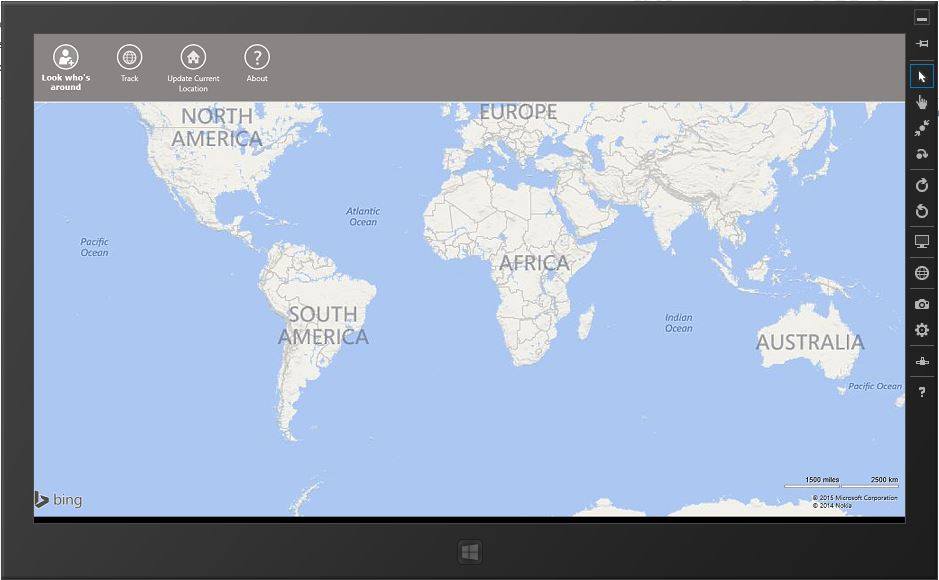 Look who's
around
Track
Update Current
Location
About
?
NORTH
AMERICA
EUROPE
Atlantic
Ocean
Pacific
Ocean
AFRICA
SOUTH
AMERICA
Indian
Ocean
AUSTRALIA
Pacific Ocean
bing
1500 miles 2500 km
© 2015 Microsoft Corporation
© 2014 Nokia
?